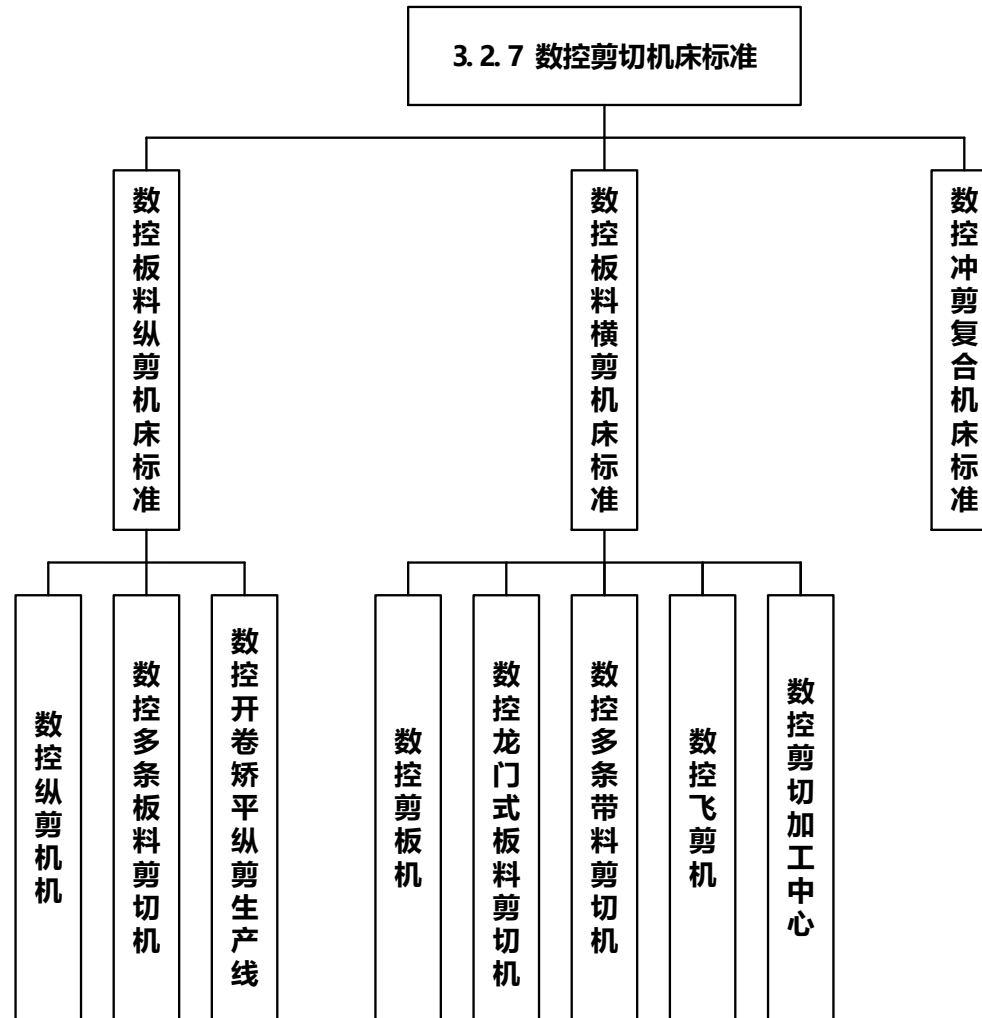 3.2.7 数控剪切机床标准
数控板料纵剪机床标准
数控板料横剪机床标准
数控冲剪复合机床标准
数控纵剪机机
数控多条板料剪切机
数控开卷矫平纵剪生产线
数控剪板机
数控龙门式板料剪切机
数控多条带料剪切机
数控飞剪机
数控剪切加工中心